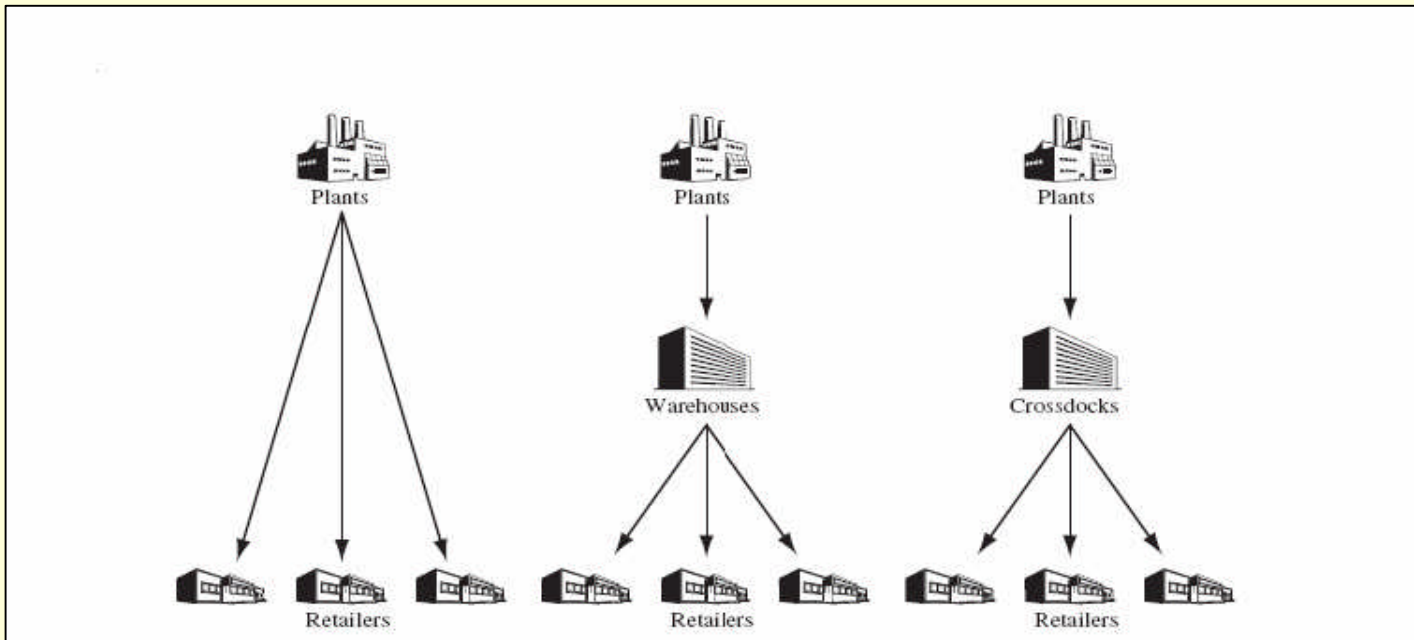 Plants
Plants
Plants
Warehouses
Crossdocks
Retailers
Retailers
Retailers